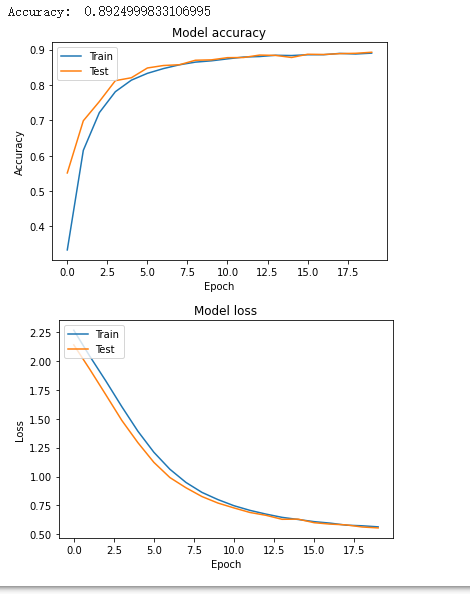 Accuracy: 0.8924999833106995
Model accuracy
Train
Test
0.9
0.8
0.7
0.6
0.5
0.4
Accuracy
0.0 2.5 5.0 7.5 10.0 12.5 15.0 17.5
Epoch
Model loss
Train
Test
2.25
2.00
1.75
1.50
1.25
1.00
0.75
0.50
Loss
0.0 2.5 5.0 7.5 10.0 12.5 15.0 17.5
Epoch